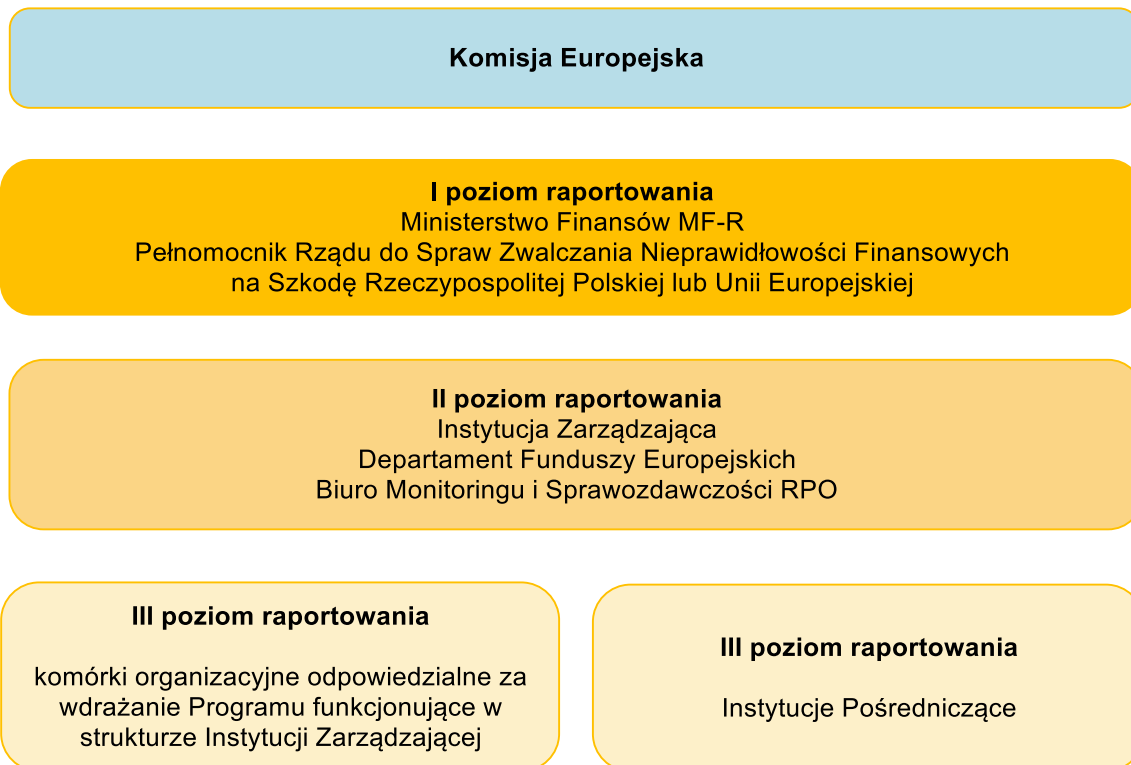 Komisja Europejska
I poziom raportowania
Ministerstwo Finansów MF-R
Pełnomocnik Rządu do Spraw Zwalczania Nieprawidłowości Finansowych
na Szkodę Rzeczypospolitej Polskiej lub Unii Europejskiej
II poziom raportowania
Instytucja Zarządzająca
Departament Funduszy Europejskich
Biuro Monitoringu i Sprawozdawczości RPO
III poziom raportowania
komórki organizacyjne odpowiedzialne za
wdrażanie Programu funkcjonujące w
strukturze Instytucji Zarządzającej
III poziom raportowania
Instytucje Pośredniczące